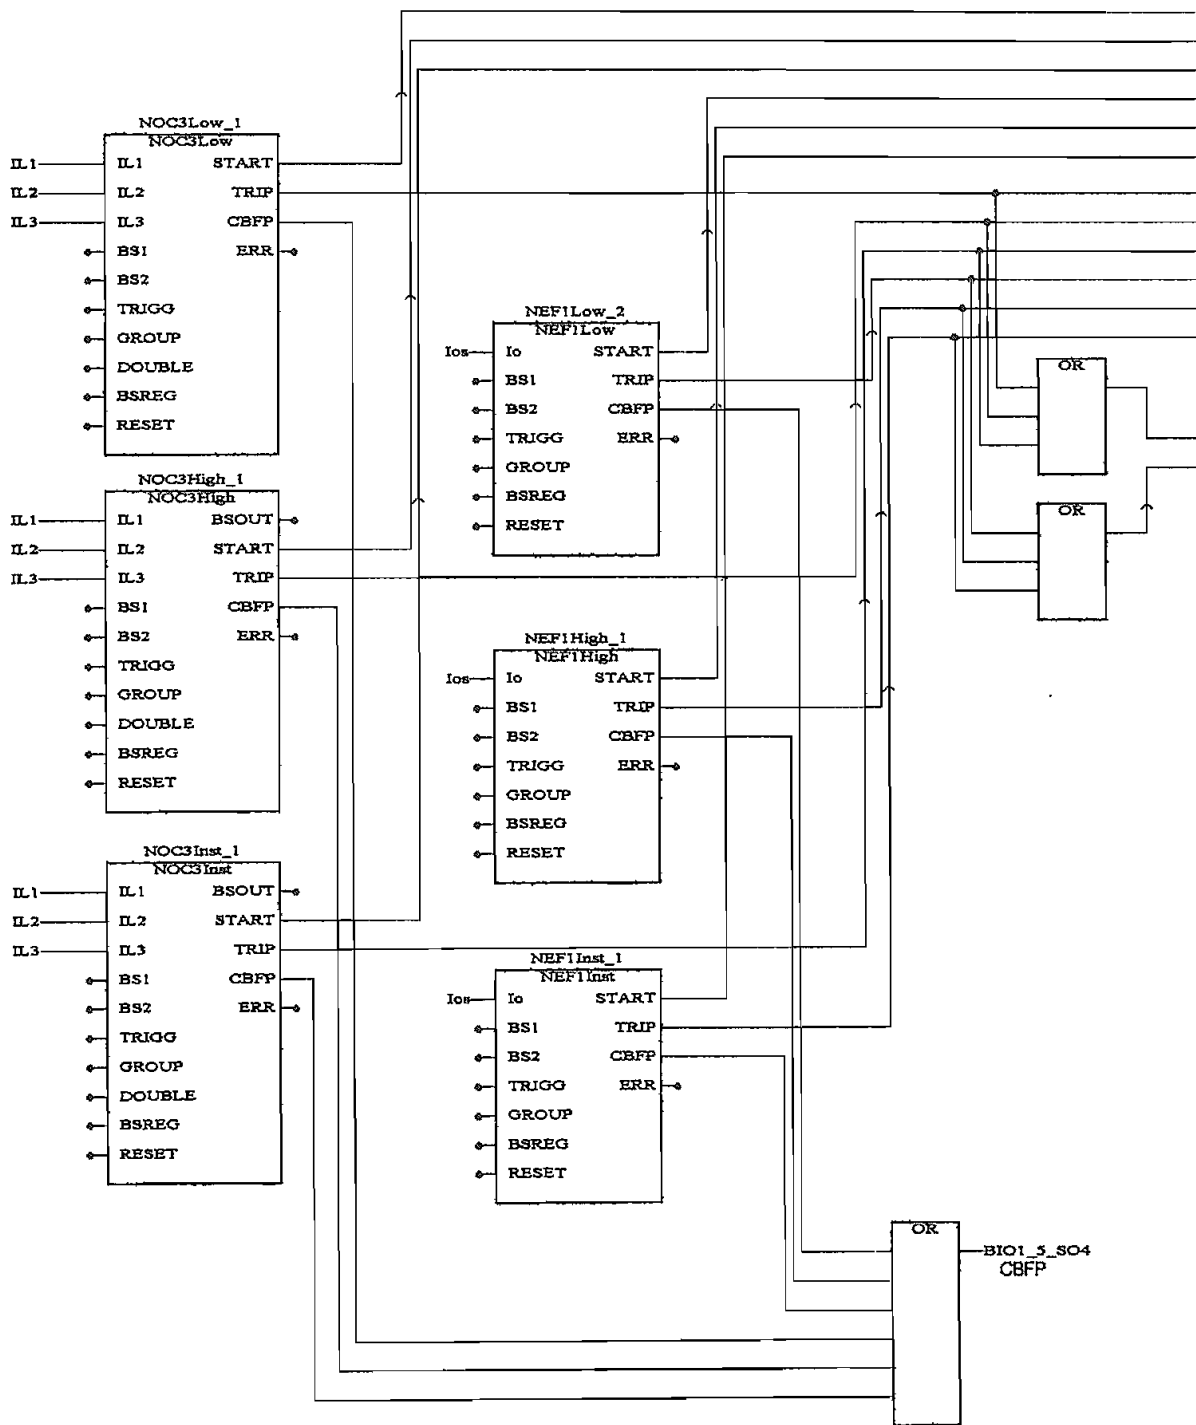 NOC3Low_1
NOC3Low
IL1 IL1 START
IL2 IL2 TRIP
IL3 IL3 CBFP
BS1 ERR
BS2
TRIGG
GROUP
DOUBLE
BSREG
RESET
NOC3High_1
NOC3High
IL1 IL1 BSOUT
IL2 IL2 START
IL3 IL3 TRIP
BS1 CBFP
BS2 ERR
TRIGG
GROUP
DOUBLE
BSREG
RESET
NOC3Inst_1
NOC3Inst
IL1 IL1 BSOUT
IL2 IL2 START
IL3 IL3 TRIP
BS1 CBFP
BS2 ERR
TRIGG
GROUP
DOUBLE
BSREG
RESET
NEF1Low_2
NEF1Low
Ios Io START
BS1 TRIP
BS2 CBFP
TRIGG ERR
GROUP
BSREG
RESET
NEF1High_1
NEF1High
Ios Io START
BS1 TRIP
BS2 CBFP
TRIGG ERR
GROUP
BSREG
RESET
NEF1Inst_1
NEF1Inst
Ios Io START
BS1 TRIP
BS2 CBFP
TRIGG ERR
GROUP
BSREG
RESET
OR
OR
OR
BIO1_5_SO4
CBFP